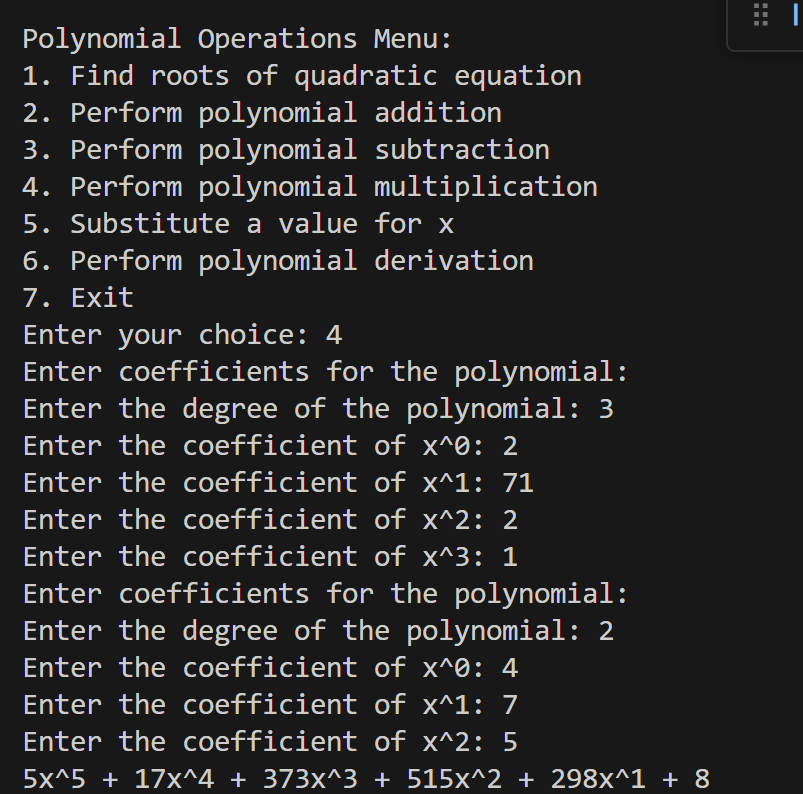 Polynomial Operations Menu:
1. Find roots of quadratic equation
2. Perform polynomial addition
3. Perform polynomial subtraction
4. Perform polynomial multiplication
5. Substitute a value for x
6. Perform polynomial derivation
7. Exit
Enter your choice: 4
Enter coefficients for the polynomial:
Enter the degree of the polynomial: 3
Enter the coefficient of x^0: 2
Enter the coefficient of x^1: 71
Enter the coefficient of x^2: 2
Enter the coefficient of x^3: 1
Enter coefficients for the polynomial:
Enter the degree of the polynomial: 2
Enter the coefficient of x^0: 4
Enter the coefficient of x^1: 7
Enter the coefficient of x^2: 5
5x^5 + 17x^4 + 373x^3 + 515x^2 + 298x^1 + 8